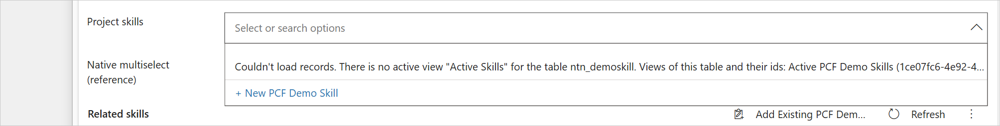 Project skills
Select or search options
Native multiselect
(reference)
Couldn't load records. There is no active view "Active Skills" for the table ntn_demoskill. Views of this table and their ids: Active PCF Demo Skills (1ce07fc6-4e92-4...
+ New PCF Demo Skill
Related skills
Add Existing PCF Dem...
Refresh